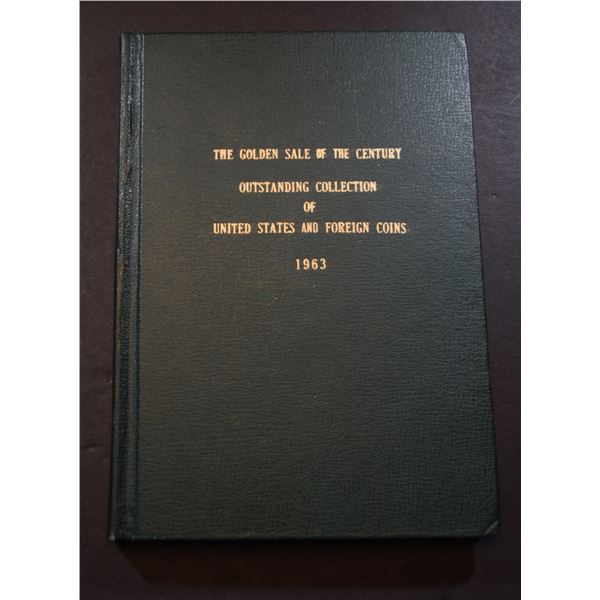 THE GOLDEN SALE OF THE CENTURY
OUTSTANDING COLLECTION
OF
UNITED STATES AND FOREIGN COINS
1963